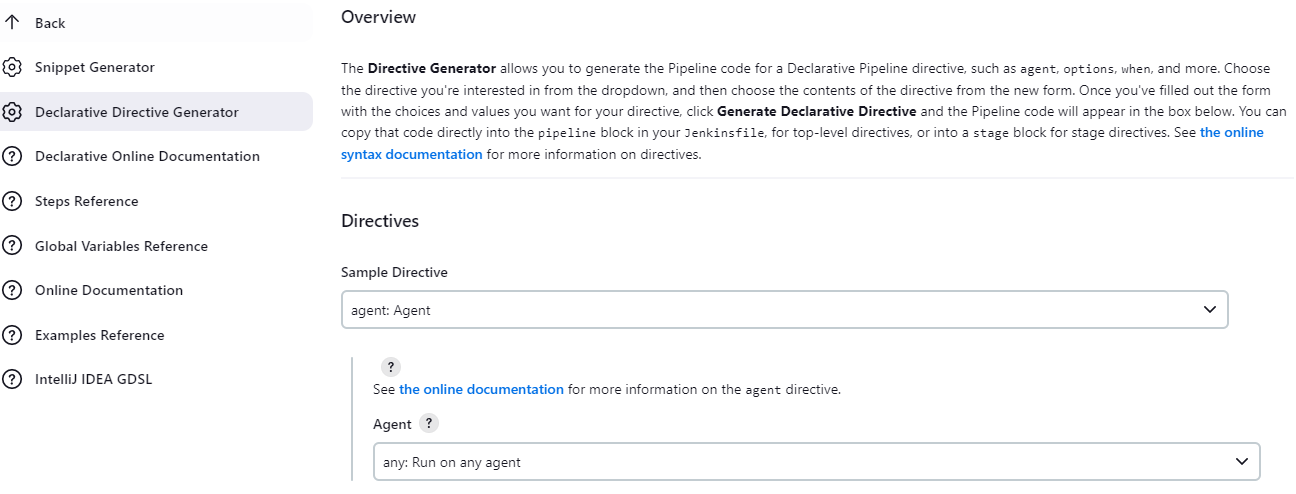 Back
Snippet Generator
Declarative Directive Generator
Declarative Online Documentation
Steps Reference
Global Variables Reference
Online Documentation
Examples Reference
IntelliJ IDEA GDSL
Overview
The Directive Generator allows you to generate the Pipeline code for a Declarative Pipeline directive, such as agent, options, when, and more. Choose
the directive you're interested in from the dropdown, and then choose the contents of the directive from the new form. Once you've filled out the form
with the choices and values you want for your directive, click Generate Declarative Directive and the Pipeline code will appear in the box below. You can
copy that code directly into the pipeline block in your Jenkinsfile, for top-level directives, or into a stage block for stage directives. See the online
syntax documentation for more information on directives.
Directives
Sample Directive
agent: Agent
?
See the online documentation for more information on the agent directive.
Agent ?
any: Run on any agent